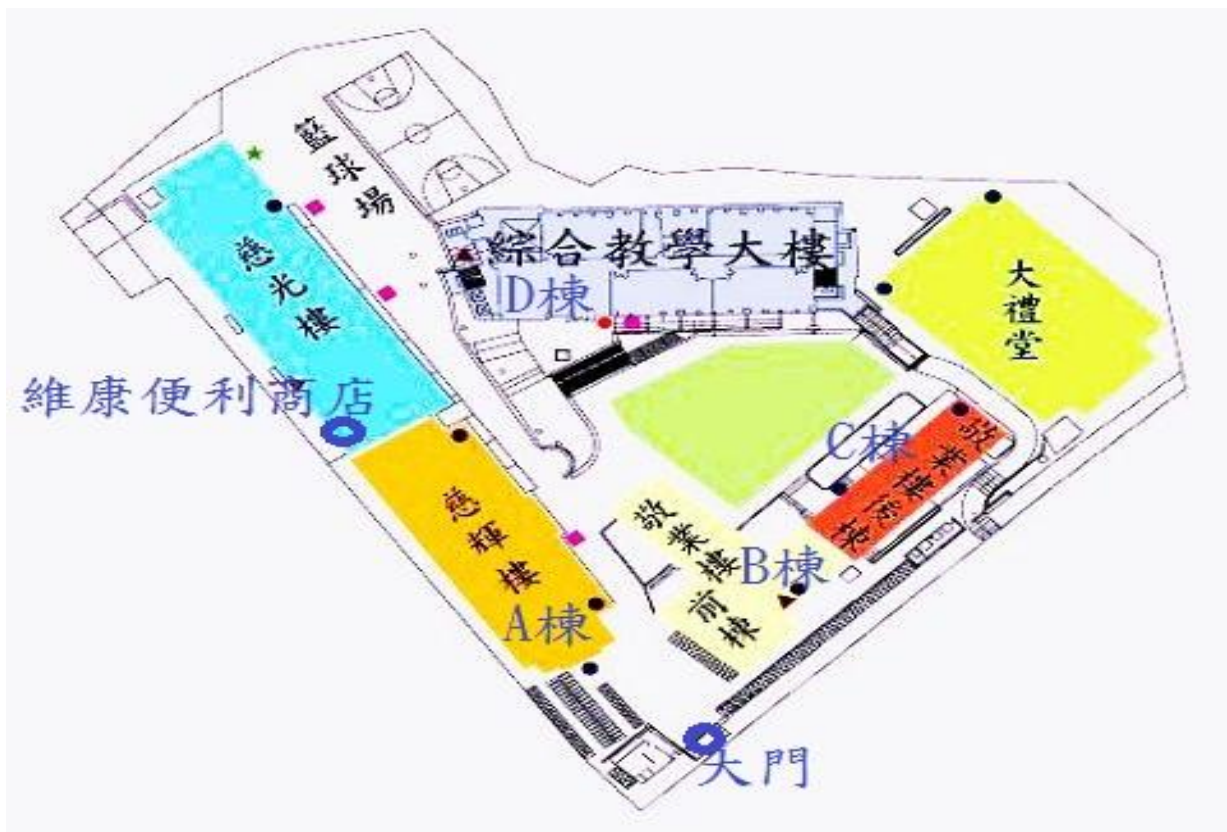 籃球場
綜合教學大樓
D棟
慈光樓
大禮堂
維康便利商店
C棟
敬業樓後棟
慈輝樓
敬業樓前棟
B棟
A棟
大門